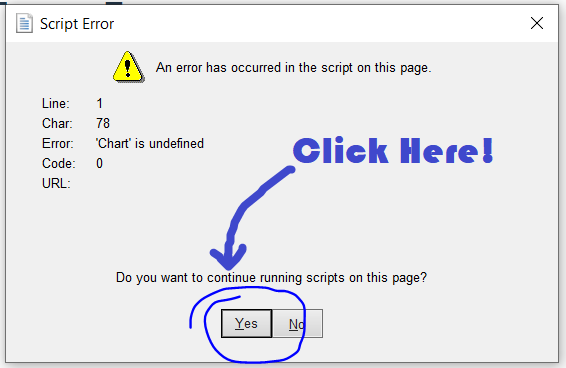 Script Error
An error has occurred in the script on this page.
Line: 1
Char: 78
Error: 'Chart' is undefined
Code: 0
URL:
Click Here!
Do you want to continue running scripts on this page?
Yes No